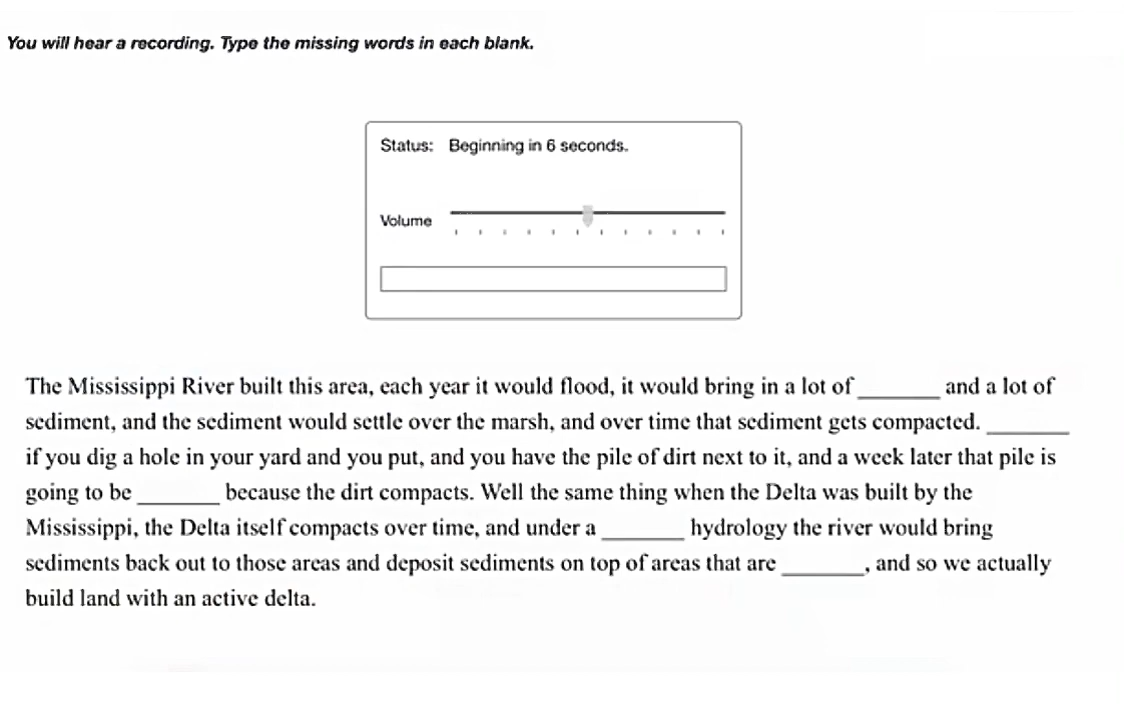 You will hear a recording. Type the missing words in each blank.
Status: Beginning in 6 seconds.
Volume
The Mississippi River built this area, each year it would flood, it would bring in a lot of _______ and a lot of
sediment, and the sediment would settle over the marsh, and over time that sediment gets compacted. _______
if you dig a hole in your yard and you put, and you have the pile of dirt next to it, and a week later that pile is
going to be _______ because the dirt compacts. Well the same thing when the Delta was built by the
Mississippi, the Delta itself compacts over time, and under a _______ hydrology the river would bring
sediments back out to those areas and deposit sediments on top of areas that are _______, and so we actually
build land with an active delta.